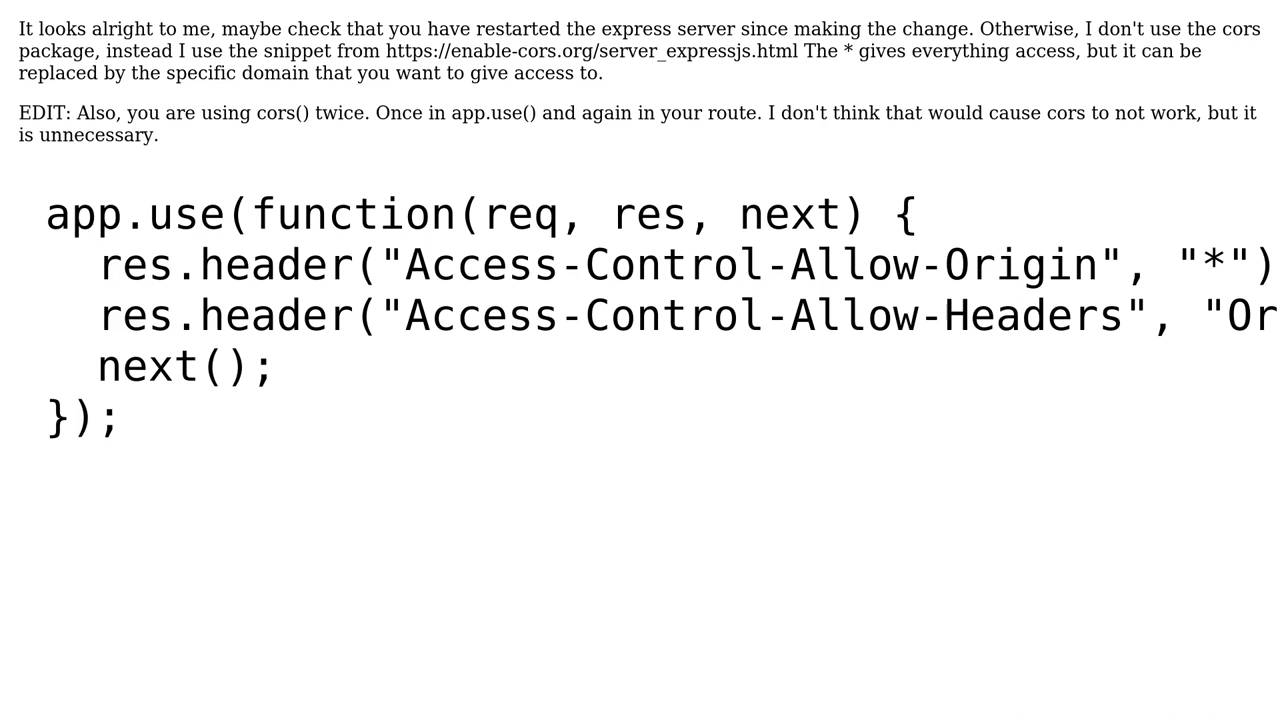 It looks alright to me, maybe check that you have restarted the express server since making the change. Otherwise, I don't use the cors
package, instead I use the snippet from https://enable-cors.org/server_expressjs.html The * gives everything access, but it can be
replaced by the specific domain that you want to give access to.
EDIT: Also, you are using cors() twice. Once in app.use() and again in your route. I don't think that would cause cors to not work, but it
is unnecessary.
app.use(function(req, res, next) {
  res.header("Access-Control-Allow-Origin", "*")
  res.header("Access-Control-Allow-Headers", "Or
  next();
});